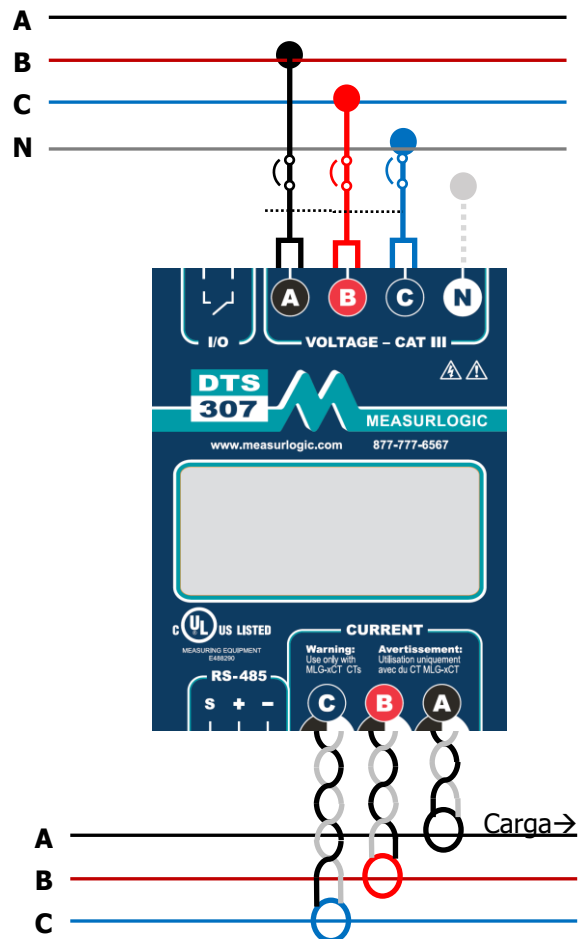 A
B
C
N
A B C N
I/O
VOLTAGE – CAT III
DTS
307
MEASURLOGIC
www.measurlogic.com 877-777-6567
C UL US LISTED
MEASURING EQUIPMENT
E488290
CURRENT
Warning:
Use only with
MLG-xCT CTs
Avertissement:
Utilisation uniquement
avec du CT MLG-xCT
RS-485
S + −
C B A
Carga→
A
B
C